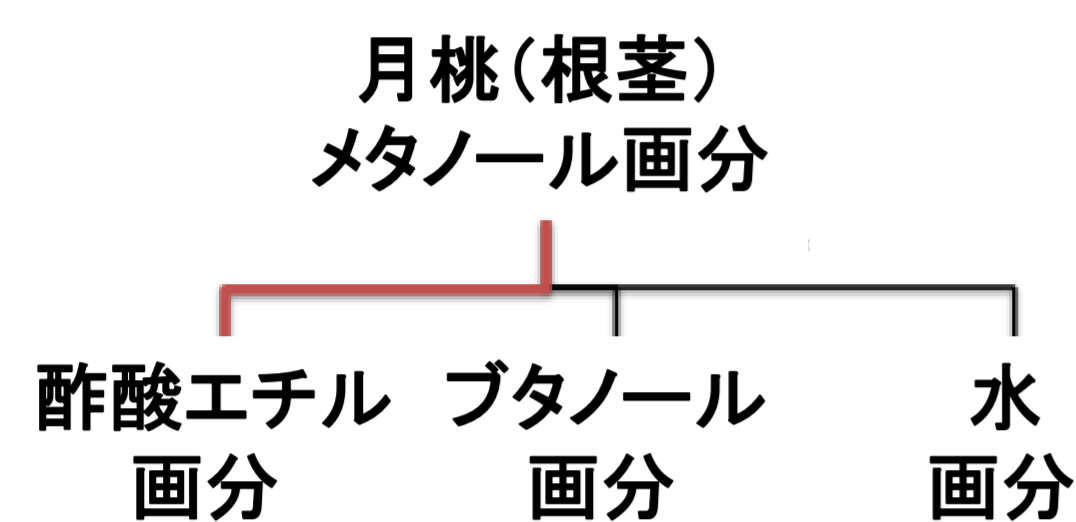 月桃（根茎）
メタノール画分
酢酸エチル
画分
ブタノール
画分
水
画分